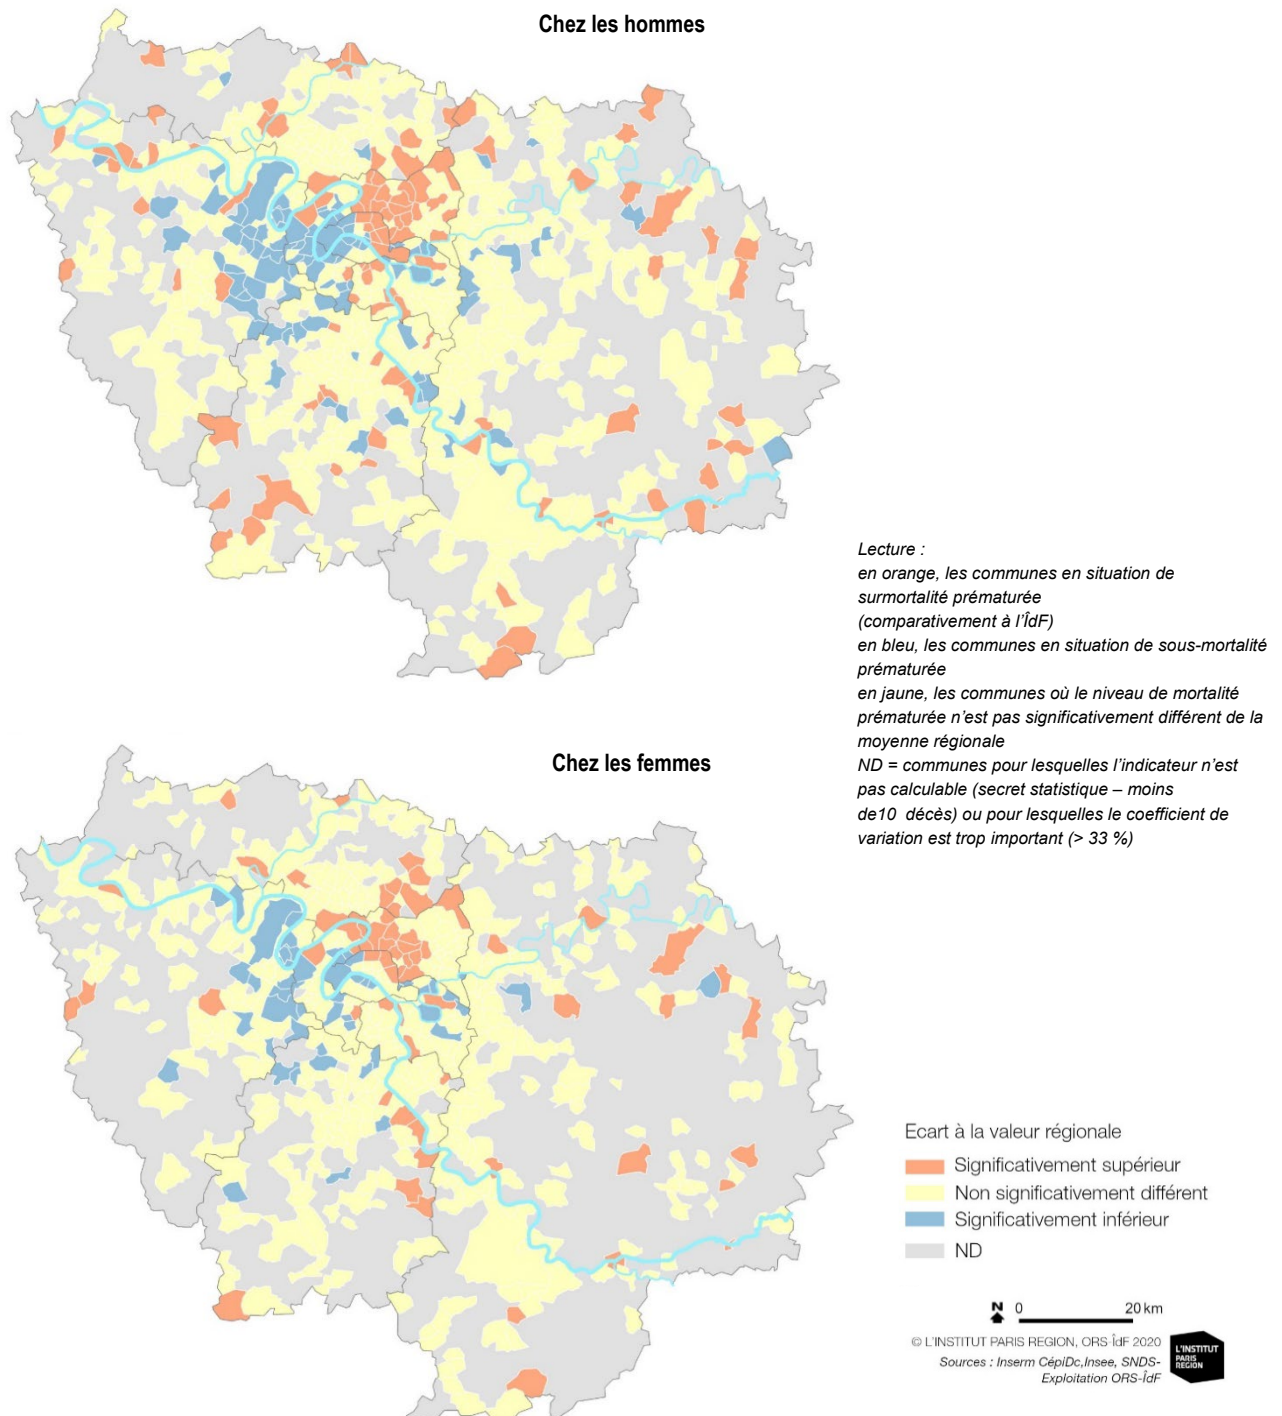 Chez les hommes
Lecture :
en orange, les communes en situation de
surmortalité prématurée
(comparativement à l'ÎdF)
en bleu, les communes en situation de sous-mortalité
prématurée
en jaune, les communes où le niveau de mortalité
prématurée n'est pas significativement différent de la
moyenne régionale
ND = communes pour lesquelles l'indicateur n'est
pas calculable (secret statistique – moins
de10 décès) ou pour lesquelles le coefficient de
variation est trop important (> 33 %)
Chez les femmes
Ecart à la valeur régionale
Significativement supérieur
Non significativement différent
Significativement inférieur
ND
N 0 20 km
© L'INSTITUT PARIS REGION, ORS-ÎdF 2020
Sources : Inserm CépiDc,Insee, SNDS-
Exploitation ORS-ÎdF
L'INSTITUT
PARIS
REGION